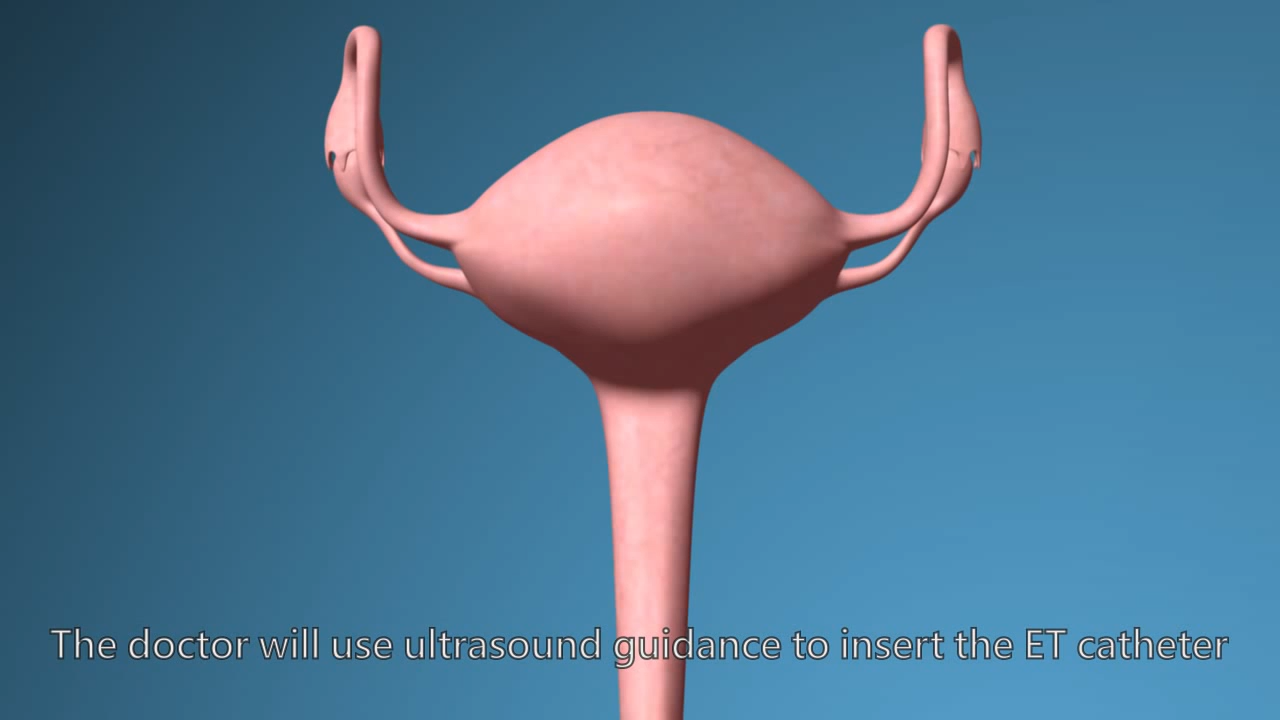 The doctor will use ultrasound guidance to insert the ET catheter